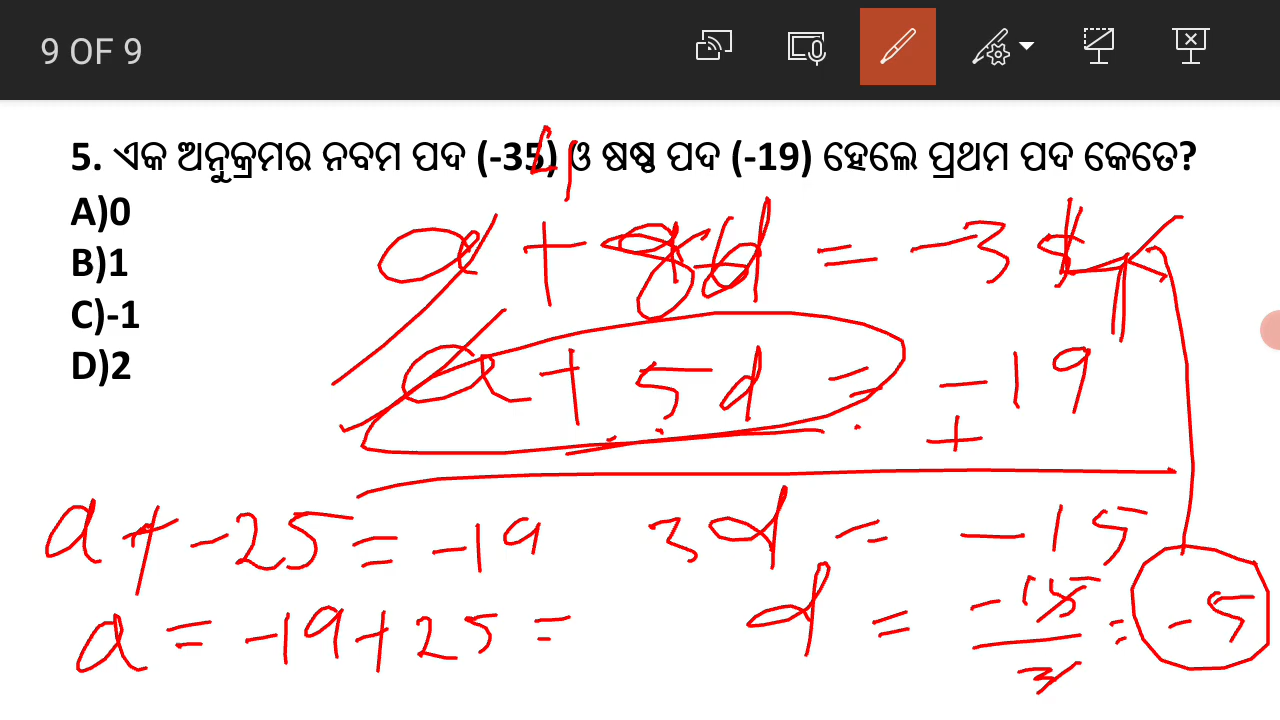 9 OF 9
5. ଏକ ଅନୁକ୍ରମର ନବମ ପଦ (-35) ଓ ଷଷ୍ଠ ପଦ (-19) ହେଲେ ପ୍ରଥମ ପଦ କେତେ?
A)0
B)1
C)-1
D)2
a + 8d = -34
a + 5d = -19
+
a + -25 = -19
3d = -15
a = -19+25 =
d = -15/3 = -5